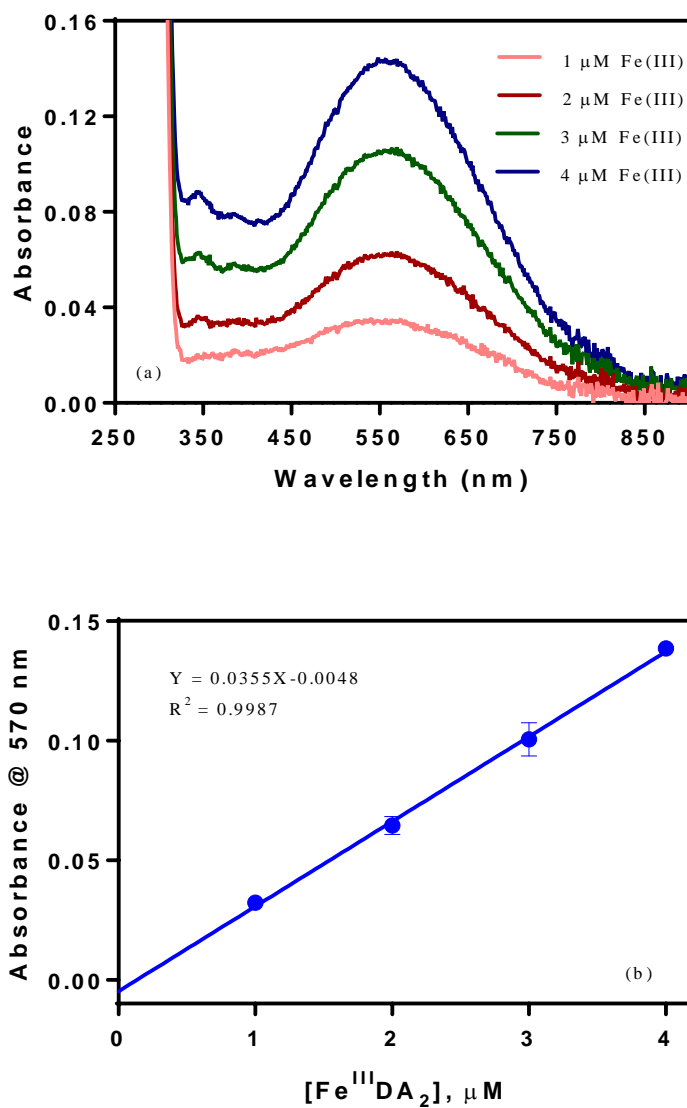 0.16
0.12
0.08
0.04
0.00
Absorbance
1 μM Fe(III)
2 μM Fe(III)
3 μM Fe(III)
4 μM Fe(III)
(a)
250 350 450 550 650 750 850
Wavelength (nm)
0.15
0.10
0.05
0.00
Absorbance @ 570 nm
Y = 0.0355X-0.0048
R² = 0.9987
(b)
0 1 2 3 4
[FeᴵᴵᴵDA₂], μM